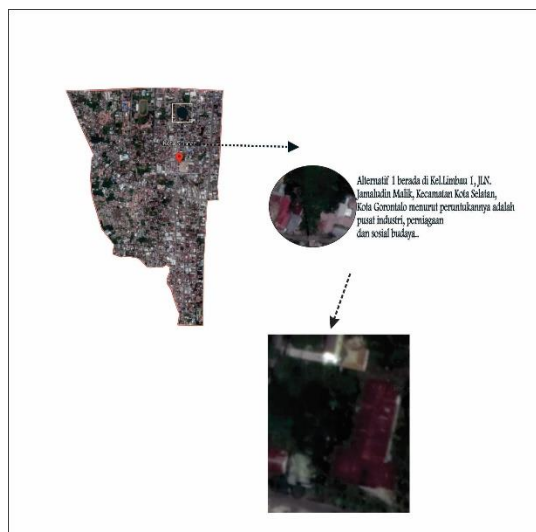 Alternatif 1 berada di Kel.Limbau 1, JLN.
Jamaludin Malik, Kecamatan Kota Selatan,
Kota Gorontalo menurut peruntukannya adalah
pusat industri, perniagaan
dan sosial budaya..